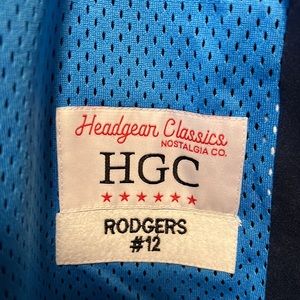 Headgear Classics
NOSTALGIA CO.
HGC
RODGERS
#12